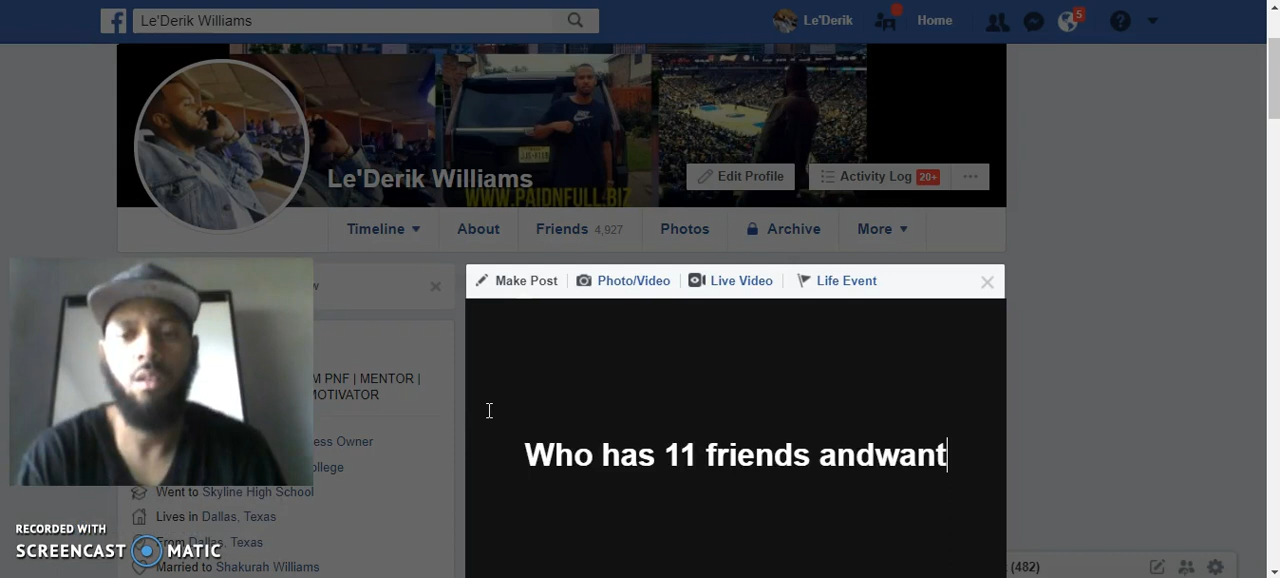 Le'Derik Williams
Le'Derik
Home
5
Le'Derik Williams
WWW.PAIDNFULL.BIZ
Edit Profile
Activity Log 20+
Timeline
About
Friends 4,927
Photos
Archive
More
Make Post
Photo/Video
Live Video
Life Event
M PNF | MENTOR |
MOTIVATOR
ess Owner
ollege
Went to Skyline High School
Lives in Dallas, Texas
From Dallas, Texas
Married to Shakurah Williams
Who has 11 friends andwant
RECORDED WITH
SCREENCAST MATIC
(482)